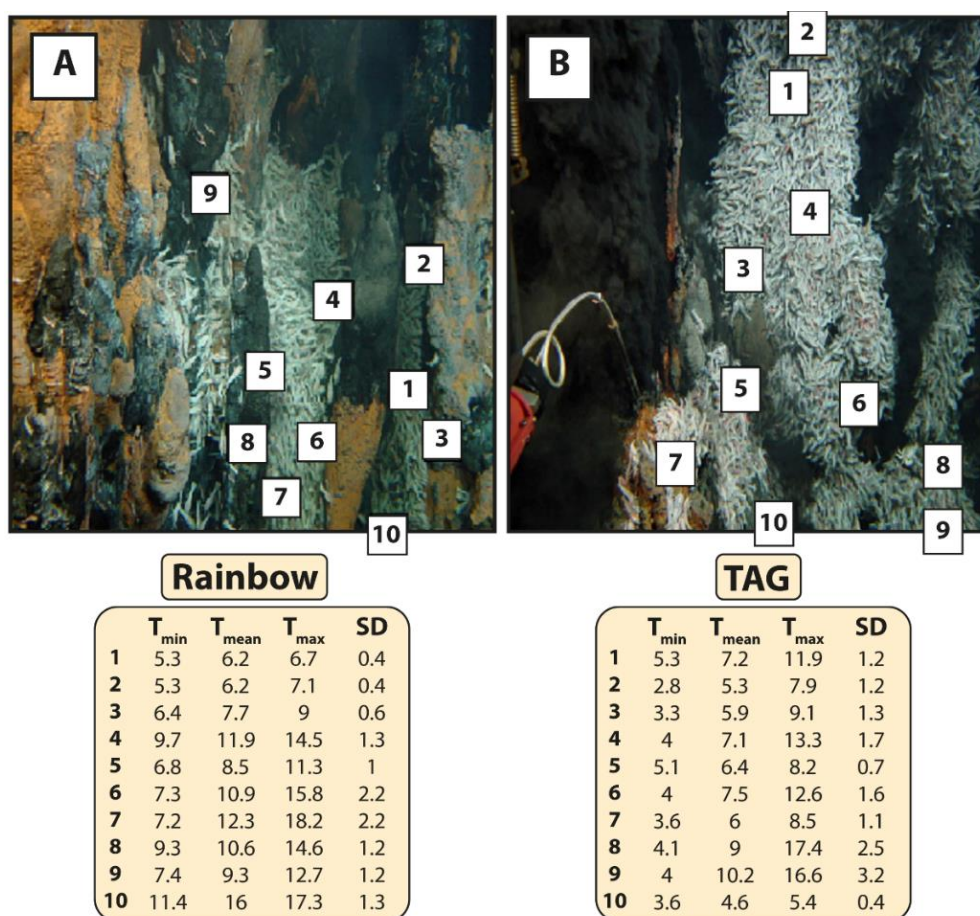 A
9
2
4
5
1
8
6
3
7
10
B
2
1
4
3
5
6
7
8
10
9
Rainbow
Tmin Tmean Tmax SD
1 5.3 6.2 6.7 0.4
2 5.3 6.2 7.1 0.4
3 6.4 7.7 9 0.6
4 9.7 11.9 14.5 1.3
5 6.8 8.5 11.3 1
6 7.3 10.9 15.8 2.2
7 7.2 12.3 18.2 2.2
8 9.3 10.6 14.6 1.2
9 7.4 9.3 12.7 1.2
10 11.4 16 17.3 1.3
TAG
Tmin Tmean Tmax SD
1 5.3 7.2 11.9 1.2
2 2.8 5.3 7.9 1.2
3 3.3 5.9 9.1 1.3
4 4 7.1 13.3 1.7
5 5.1 6.4 8.2 0.7
6 4 7.5 12.6 1.6
7 3.6 6 8.5 1.1
8 4.1 9 17.4 2.5
9 4 10.2 16.6 3.2
10 3.6 4.6 5.4 0.4